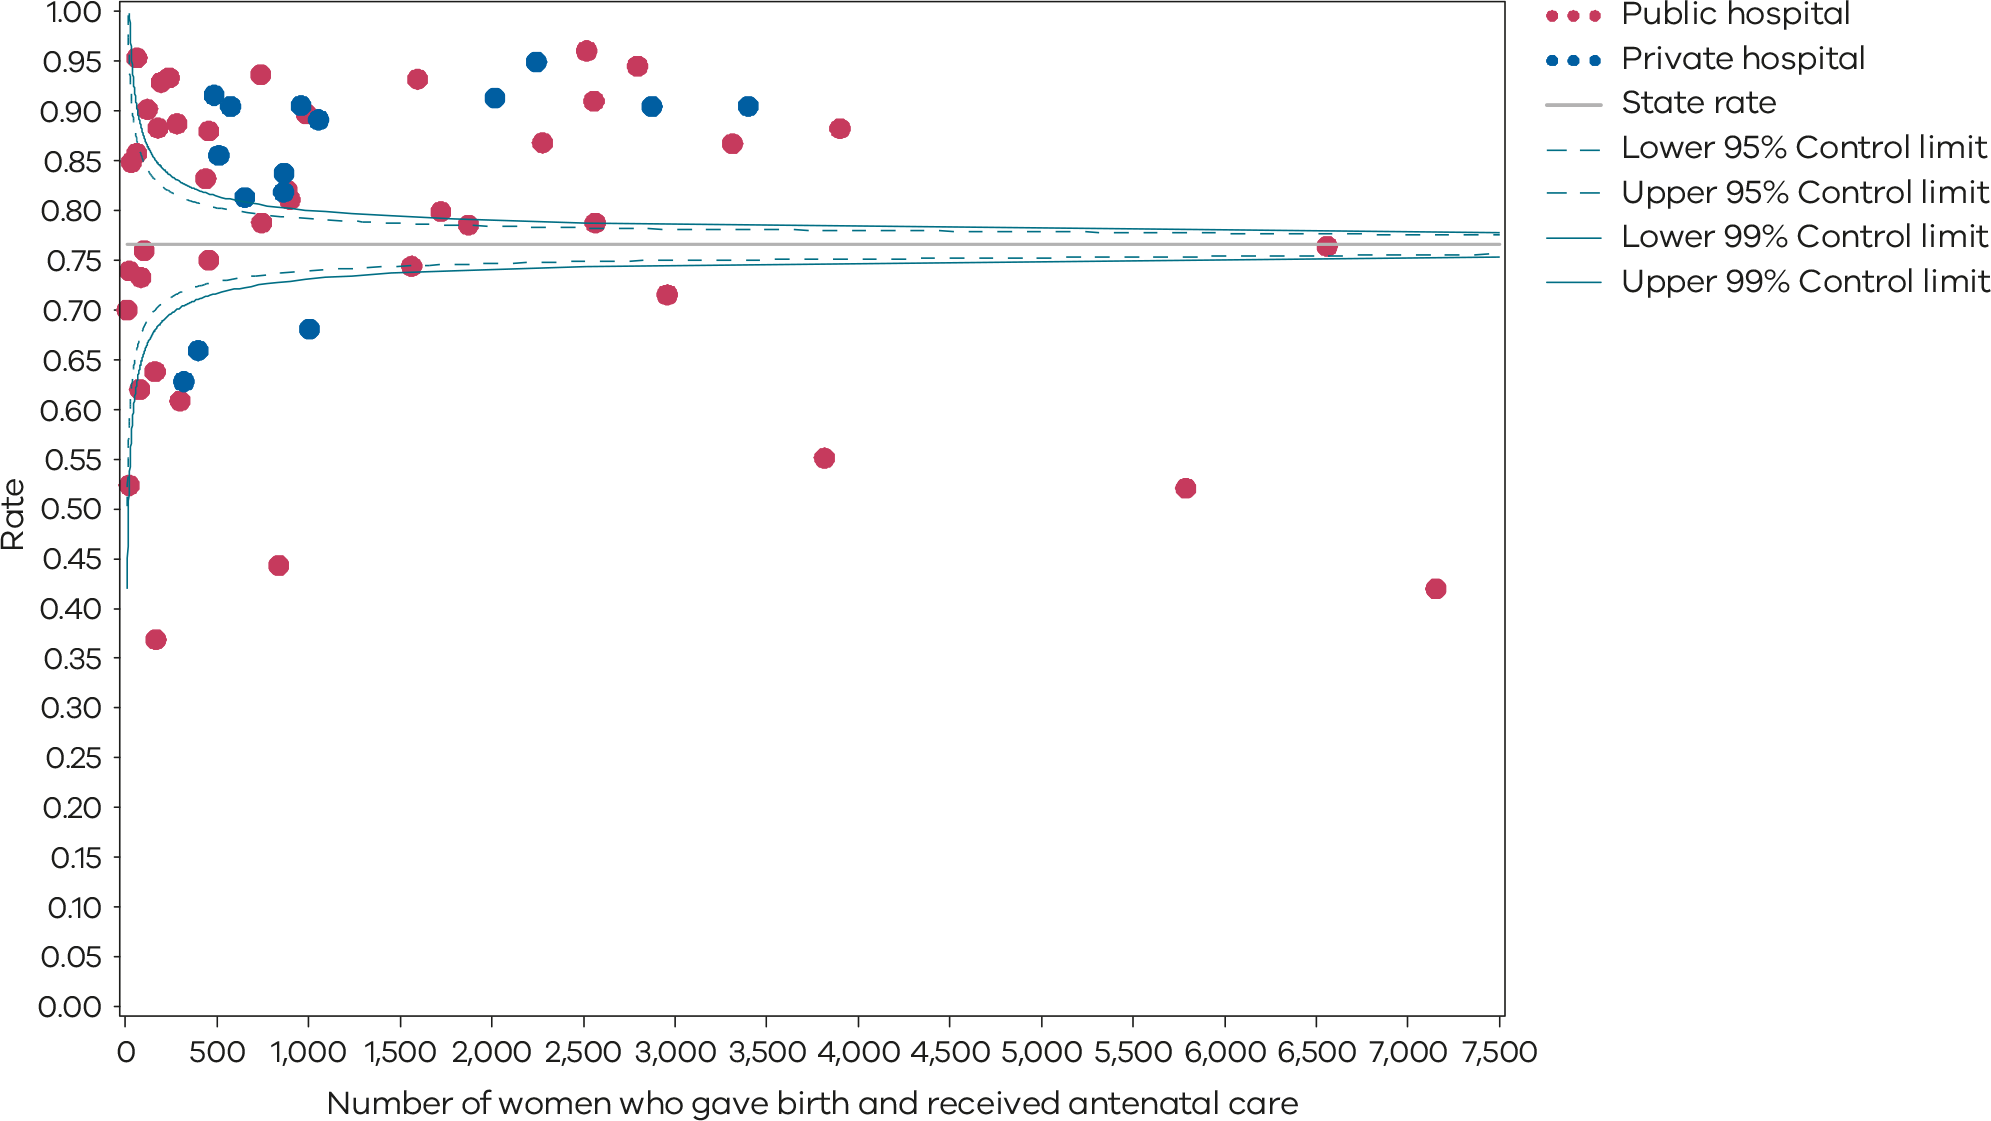 1.00
0.95
0.90
0.85
0.80
0.75
0.70
0.65
0.60
0.55
0.50
0.45
0.40
0.35
0.30
0.25
0.20
0.15
0.10
0.05
0.00
Rate
0 500 1,000 1,500 2,000 2,500 3,000 3,500 4,000 4,500 5,000 5,500 6,000 6,500 7,000 7,500
Number of women who gave birth and received antenatal care
Public hospital
Private hospital
State rate
Lower 95% Control limit
Upper 95% Control limit
Lower 99% Control limit
Upper 99% Control limit